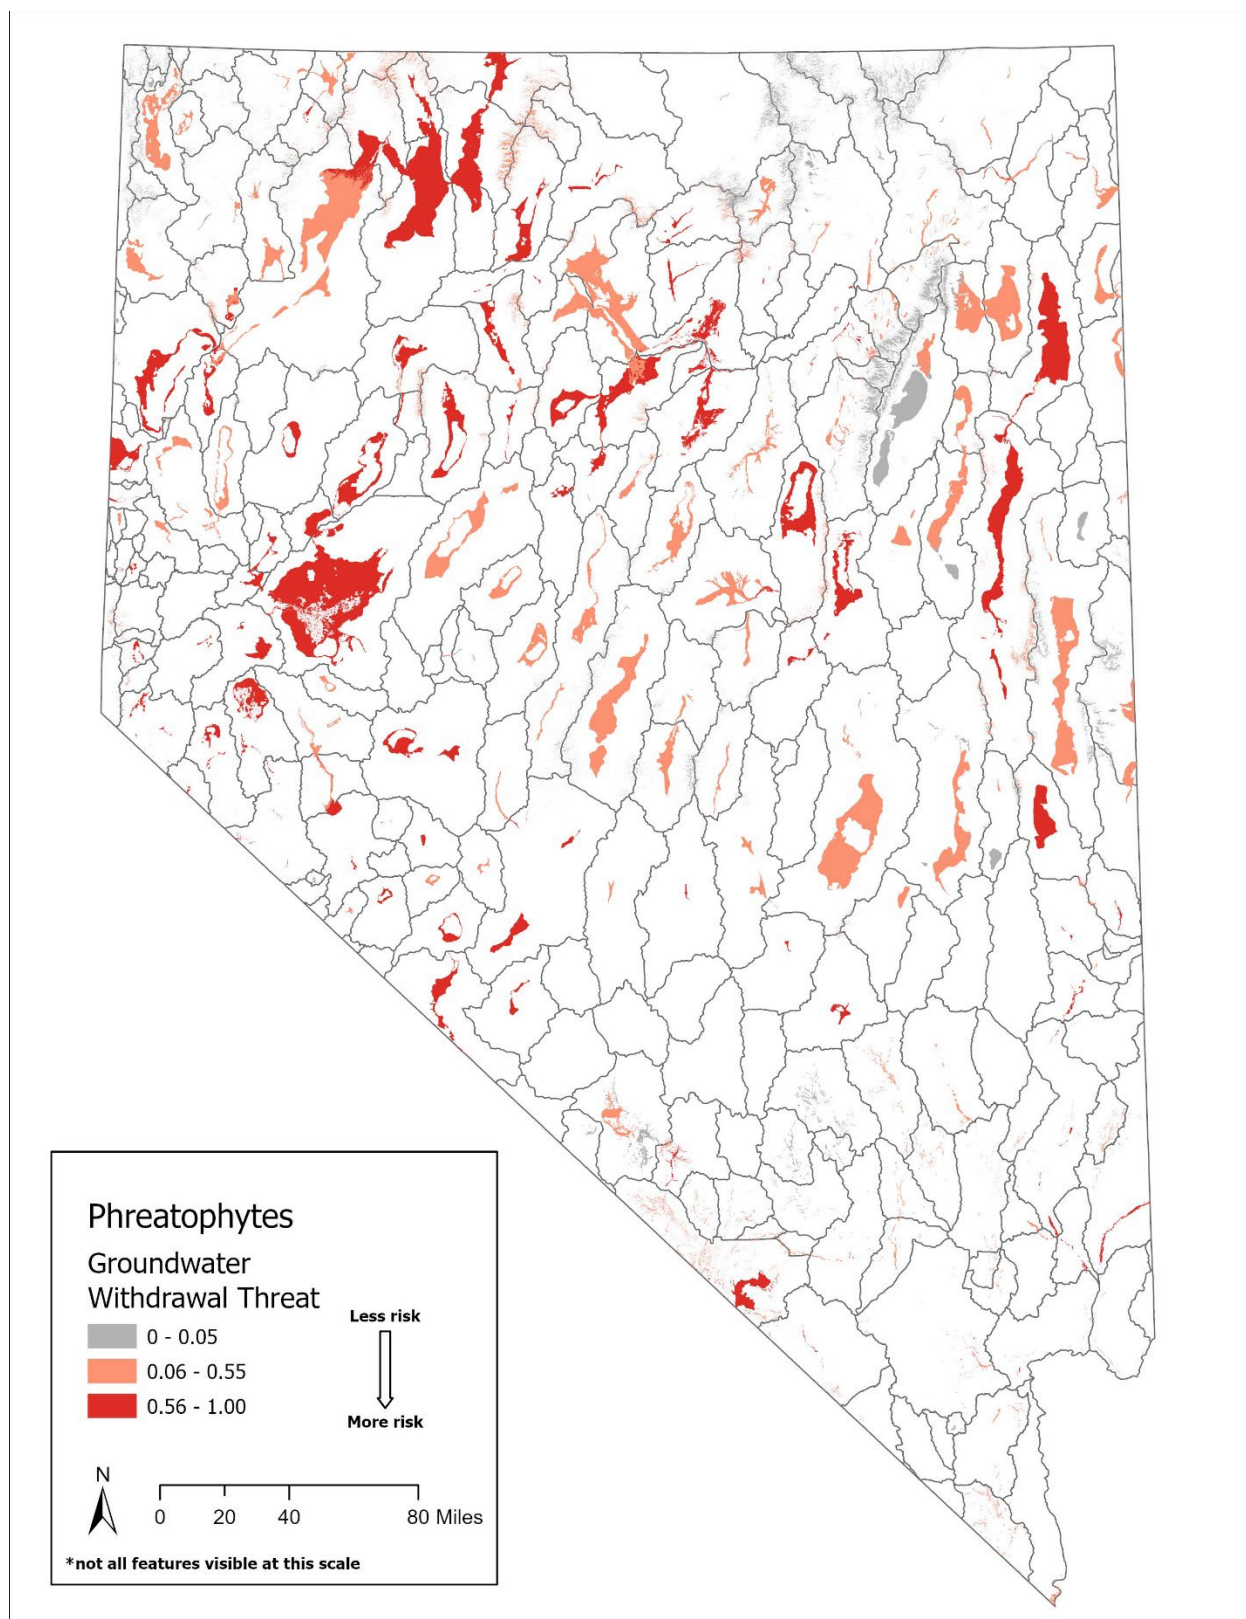 Phreatophytes
Groundwater
Withdrawal Threat
Less risk
0 - 0.05
0.06 - 0.55
0.56 - 1.00
More risk
N
0 20 40 80 Miles
*not all features visible at this scale